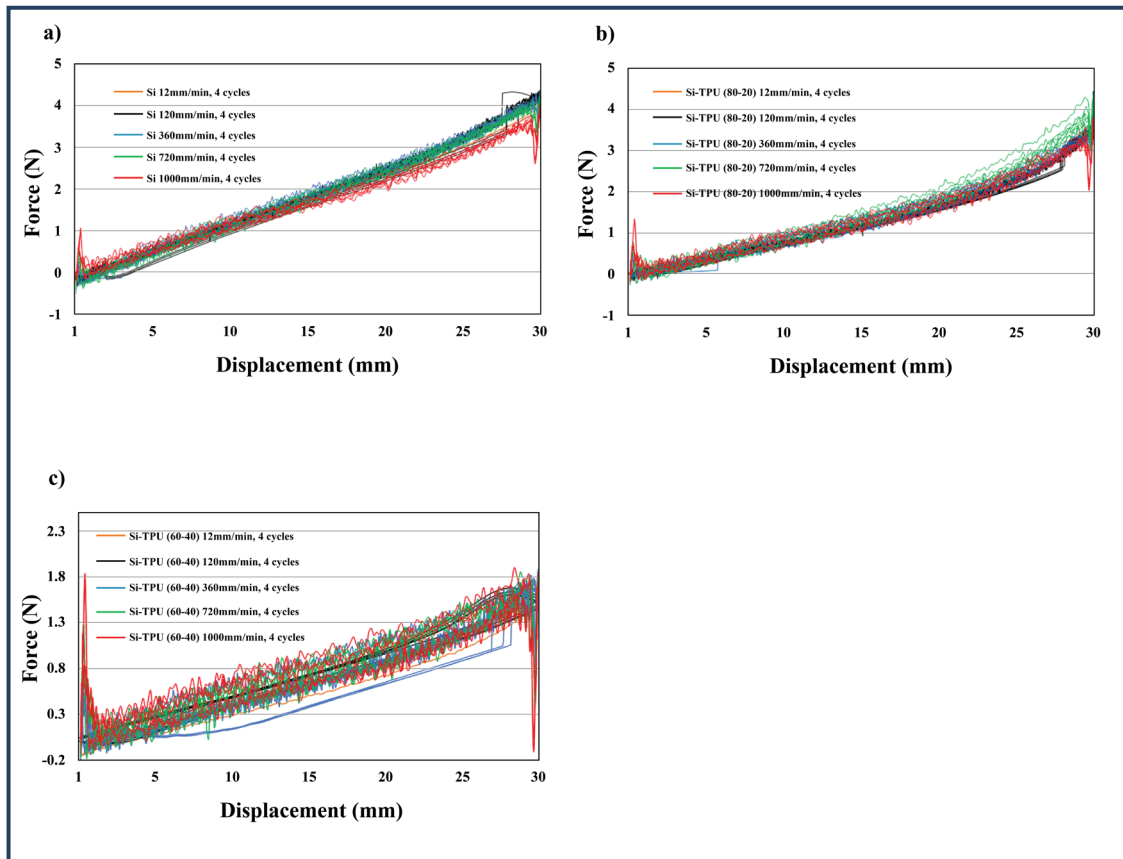 a)
5
4
3
2
1
0
-1
Force (N)
Si 12mm/min, 4 cycles
Si 120mm/min, 4 cycles
Si 360mm/min, 4 cycles
Si 720mm/min, 4 cycles
Si 1000mm/min, 4 cycles
1 5 10 15 20 25 30
Displacement (mm)
b)
5
4
3
2
1
0
-1
Force (N)
Si-TPU (80-20) 12mm/min, 4 cycles
Si-TPU (80-20) 120mm/min, 4 cycles
Si-TPU (80-20) 360mm/min, 4 cycles
Si-TPU (80-20) 720mm/min, 4 cycles
Si-TPU (80-20) 1000mm/min, 4 cycles
1 5 10 15 20 25 30
Displacement (mm)
c)
2.3
1.8
1.3
0.8
0.3
-0.2
Force (N)
Si-TPU (60-40) 12mm/min, 4 cycles
Si-TPU (60-40) 120mm/min, 4 cycles
Si-TPU (60-40) 360mm/min, 4 cycles
Si-TPU (60-40) 720mm/min, 4 cycles
Si-TPU (60-40) 1000mm/min, 4 cycles
1 5 10 15 20 25 30
Displacement (mm)